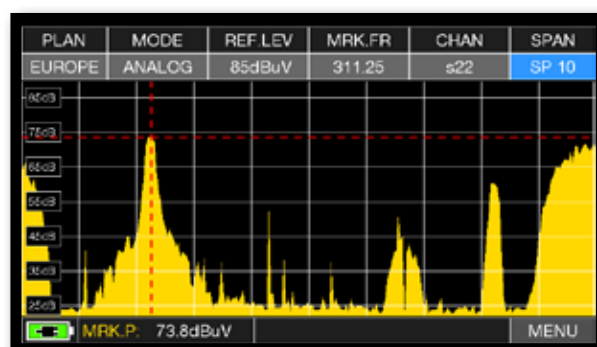 PLAN MODE REF.LEV MRK.FR CHAN SPAN
EUROPE ANALOG 85dBuV 311.25 s22 SP 10
85dB
75dB
65dB
55dB
45dB
35dB
25dB
MRK.P: 73.8dBuV MENU